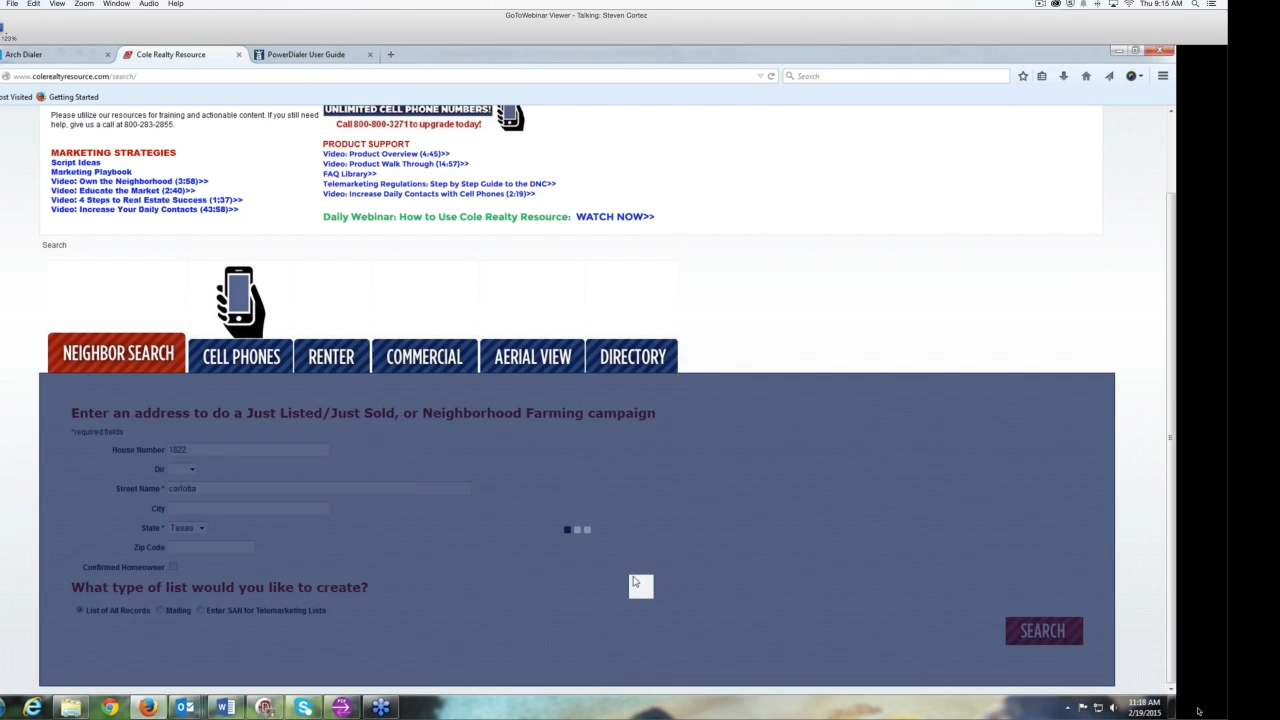 File Edit View Zoom Window Audio Help
Thu 9:15 AM
GoToWebinar Viewer - Talking: Steven Cortez
123%
Arch Dialer
Cole Realty Resource
PowerDialer User Guide
www.colerealtyresource.com/search/
Search
ost Visited
Getting Started
Please utilize our resources for training and actionable content. If you still need
help, give us a call at 800-283-2855.
UNLIMITED CELL PHONE NUMBERS!
Call 800-800-3271 to upgrade today!
MARKETING STRATEGIES
Script Ideas
Marketing Playbook
Video: Own the Neighborhood (3:58)>>
Video: Educate the Market (2:40)>>
Video: 4 Steps to Real Estate Success (1:37)>>
Video: Increase Your Daily Contacts (43:58)>>
PRODUCT SUPPORT
Video: Product Overview (4:45)>>
Video: Product Walk Through (14:57)>>
FAQ Library>>
Telemarketing Regulations: Step by Step Guide to the DNC>>
Video: Increase Daily Contacts with Cell Phones (2:19)>>
Daily Webinar: How to Use Cole Realty Resource: WATCH NOW>>
Search
NEIGHBOR SEARCH
CELL PHONES
RENTER
COMMERCIAL
AERIAL VIEW
DIRECTORY
Enter an address to do a Just Listed/Just Sold, or Neighborhood Farming campaign
*required fields
House Number 1822
Dir
Street Name * carlotta
City
State * Texas
Zip Code
Confirmed Homeowner
What type of list would you like to create?
List of All Records Mailing Enter SAN for Telemarketing Lists
SEARCH
11:18 AM
2/19/2015